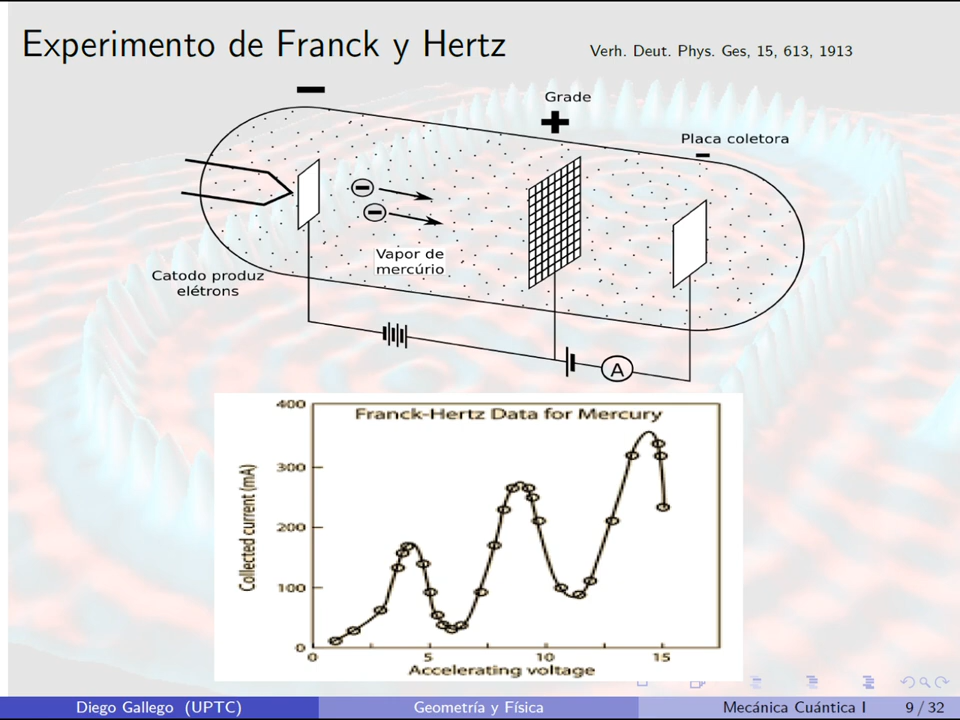 Experimento de Franck y Hertz
Verh. Deut. Phys. Ges, 15, 613, 1913
Grade
Placa coletora
Vapor de
mercúrio
Catodo produz
elétrons
A
Franck-Hertz Data for Mercury
Collected current (mA)
400
300
200
100
0
0 5 10 15
Accelerating voltage
Diego Gallego (UPTC) Geometría y Física Mecánica Cuántica I 9 / 32